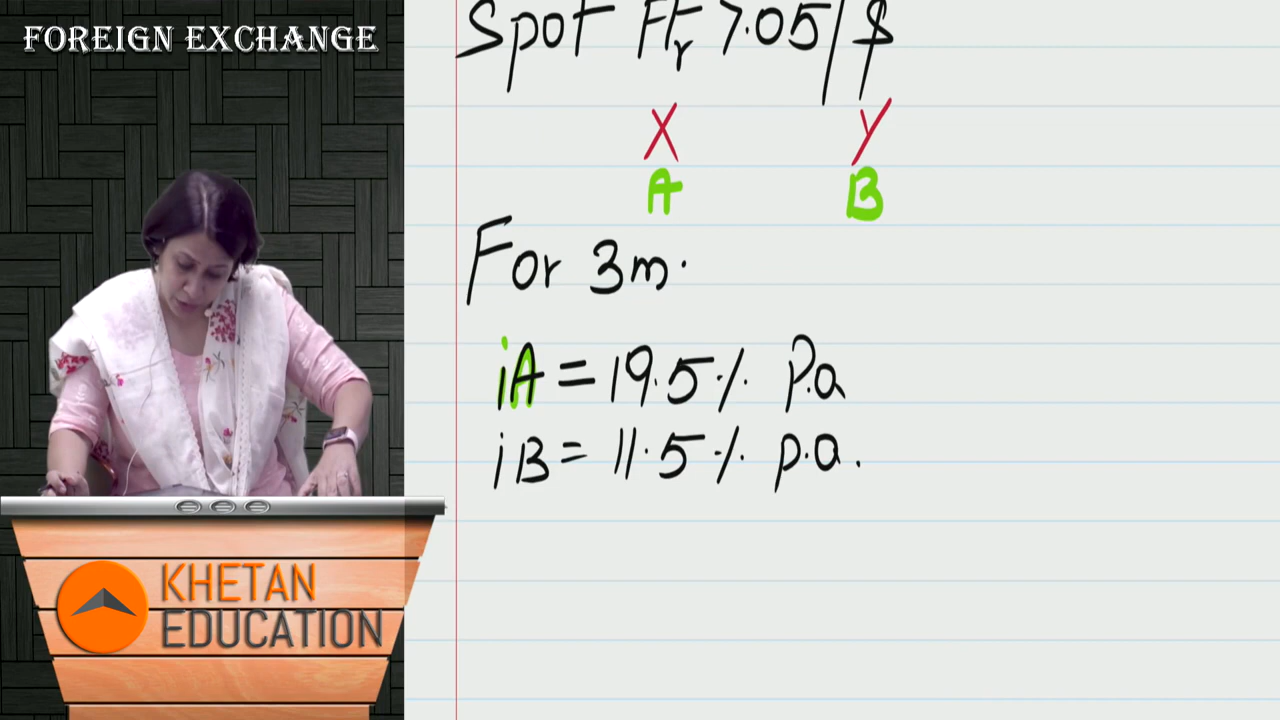 FOREIGN EXCHANGE
Spot FFr 7.05/$
X Y
A B
For 3m.
iA = 19.5% P.a
iB = 11.5% p.a.
KHETAN
EDUCATION